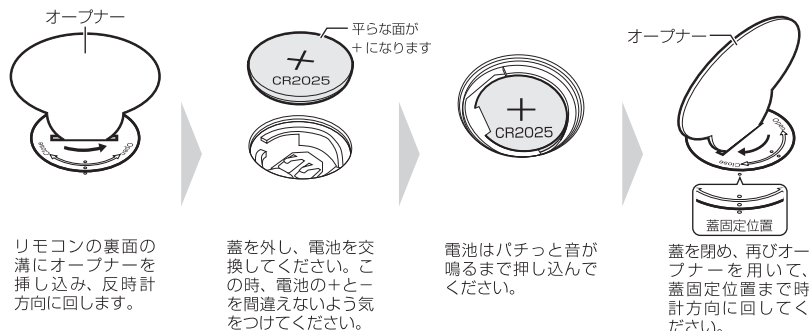 オープナー
リモコンの裏面の
溝にオープナーを
挿し込み、反時計
方向に回します。
平らな面が
+ になります
+
CR2025
蓋を外し、電池を交
換してください。こ
の時、電池の+と−
を間違えないよう気
をつけてください。
+
CR2025
電池はパチっと音が
鳴るまで押し込んで
ください。
オープナー
Open
Close
蓋固定位置
蓋を閉め、再びオー
プナーを用いて、
蓋固定位置まで時
計方向に回してく
ださい。
Close
Open